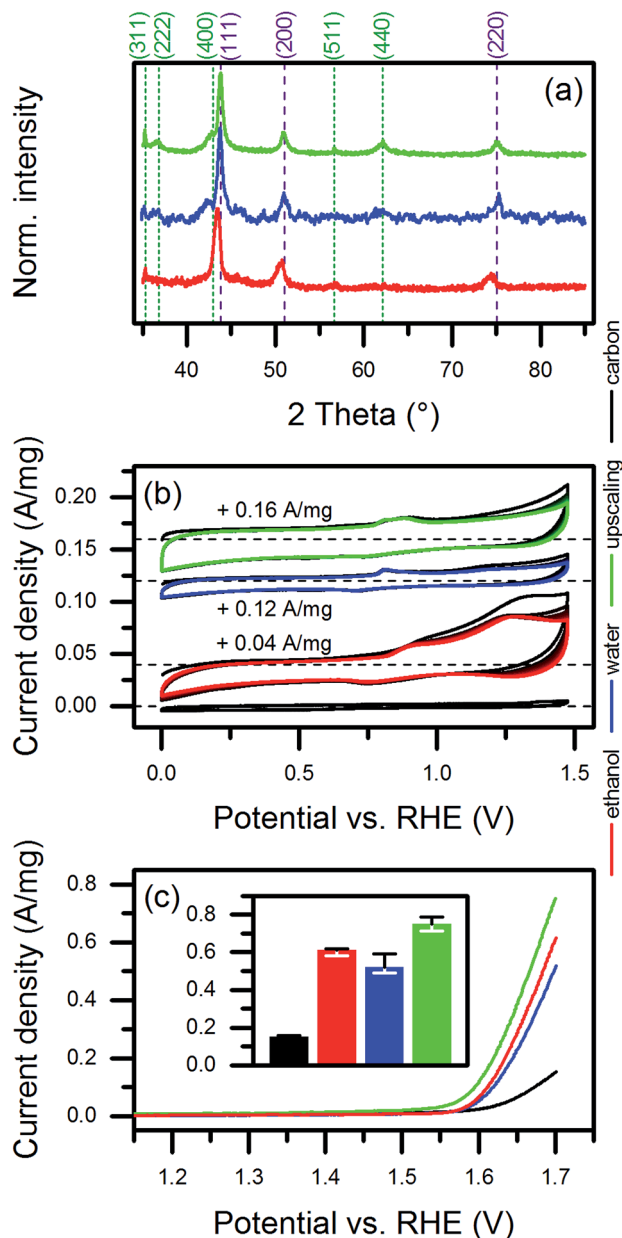 (311)
(222)
(400)
(111)
(200)
(511)
(440)
(220)
(a)
Norm. intensity
40 50 60 70 80
2 Theta (°)
(b)
+ 0.16 A/mg
+ 0.12 A/mg
+ 0.04 A/mg
0.20
0.15
0.10
0.05
0.00
Current density (A/mg)
0.0 0.5 1.0 1.5
Potential vs. RHE (V)
(c)
0.8
0.6
0.4
0.2
0.0
0.8
0.6
0.4
0.2
0.0
Current density (A/mg)
1.2 1.3 1.4 1.5 1.6 1.7
Potential vs. RHE (V)
ethanol water upscaling carbon